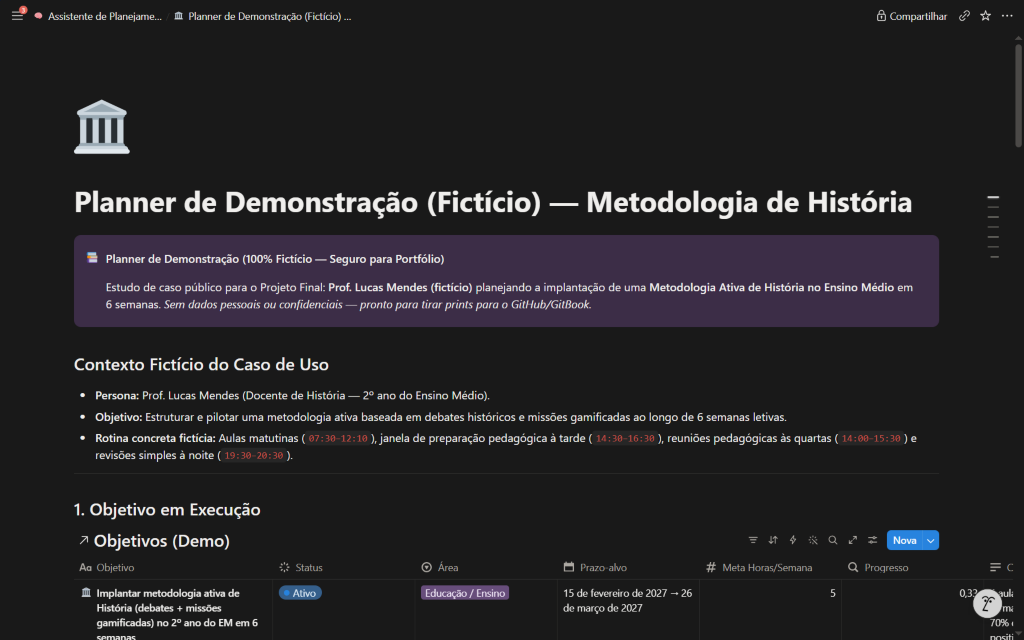 3
Assistente de Planejame... / Planner de Demonstração (Fictício) ...
Compartilhar
Planner de Demonstração (Fictício) — Metodologia de História
Planner de Demonstração (100% Fictício — Seguro para Portfólio)
Estudo de caso público para o Projeto Final: Prof. Lucas Mendes (fictício) planejando a implantação de uma Metodologia Ativa de História no Ensino Médio em
6 semanas. Sem dados pessoais ou confidenciais — pronto para tirar prints para o GitHub/GitBook.
Contexto Fictício do Caso de Uso
• Persona: Prof. Lucas Mendes (Docente de História — 2º ano do Ensino Médio).
• Objetivo: Estruturar e pilotar uma metodologia ativa baseada em debates históricos e missões gamificadas ao longo de 6 semanas letivas.
• Rotina concreta fictícia: Aulas matutinas ( 07:30-12:10 ), janela de preparação pedagógica à tarde ( 14:30-16:30 ), reuniões pedagógicas às quartas ( 14:00-15:30 ) e
revisões simples à noite ( 19:30-20:30 ).
1. Objetivo em Execução
Objetivos (Demo)
Nova
Aa Objetivo Status Área Prazo-alvo # Meta Horas/Semana Progresso
Implantar metodologia ativa de Ativo Educação / Ensino 15 de fevereiro de 2027 → 26 5 0,33
História (debates + missões de março de 2027
gamificadas) no 2º ano do EM em 6 70%
semanas